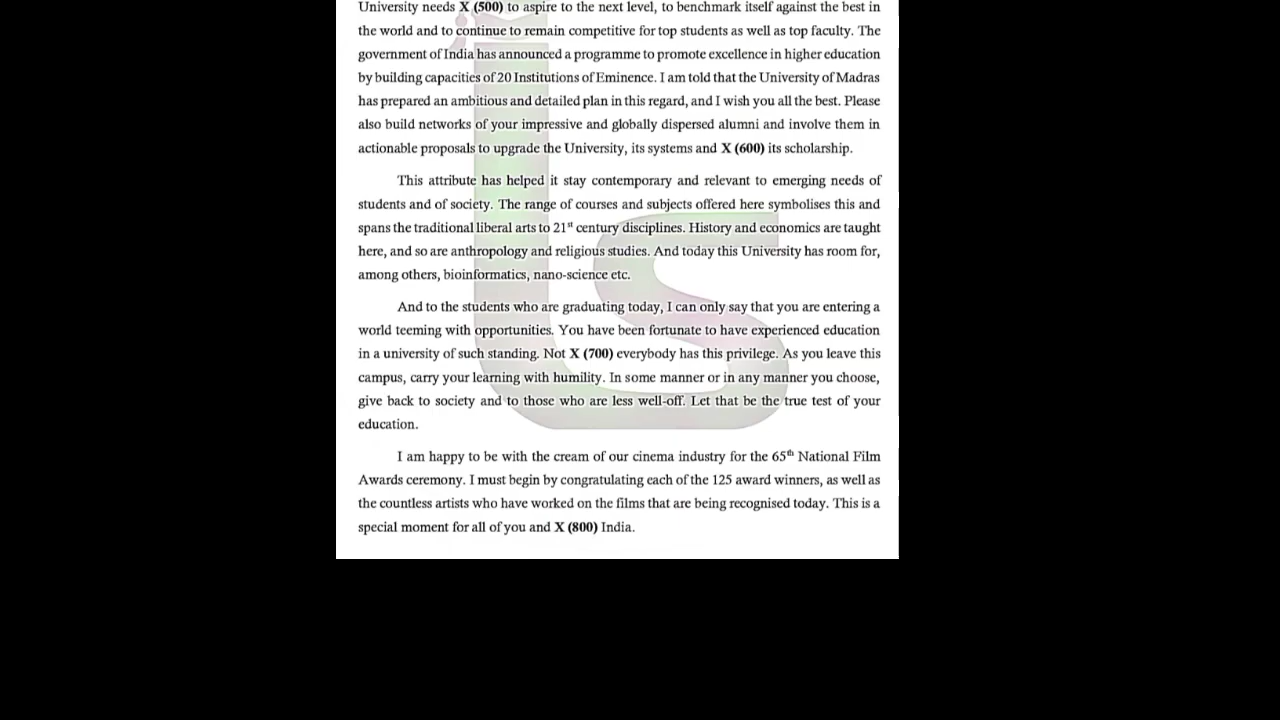 University needs X (500) to aspire to the next level, to benchmark itself against the best in
the world and to continue to remain competitive for top students as well as top faculty. The
government of India has announced a programme to promote excellence in higher education
by building capacities of 20 Institutions of Eminence. I am told that the University of Madras
has prepared an ambitious and detailed plan in this regard, and I wish you all the best. Please
also build networks of your impressive and globally dispersed alumni and involve them in
actionable proposals to upgrade the University, its systems and X (600) its scholarship.
This attribute has helped it stay contemporary and relevant to emerging needs of
students and of society. The range of courses and subjects offered here symbolises this and
spans the traditional liberal arts to 21st century disciplines. History and economics are taught
here, and so are anthropology and religious studies. And today this University has room for,
among others, bioinformatics, nano-science etc.
And to the students who are graduating today, I can only say that you are entering a
world teeming with opportunities. You have been fortunate to have experienced education
in a university of such standing. Not X (700) everybody has this privilege. As you leave this
campus, carry your learning with humility. In some manner or in any manner you choose,
give back to society and to those who are less well-off. Let that be the true test of your
education.
I am happy to be with the cream of our cinema industry for the 65th National Film
Awards ceremony. I must begin by congratulating each of the 125 award winners, as well as
the countless artists who have worked on the films that are being recognised today. This is a
special moment for all of you and X (800) India.